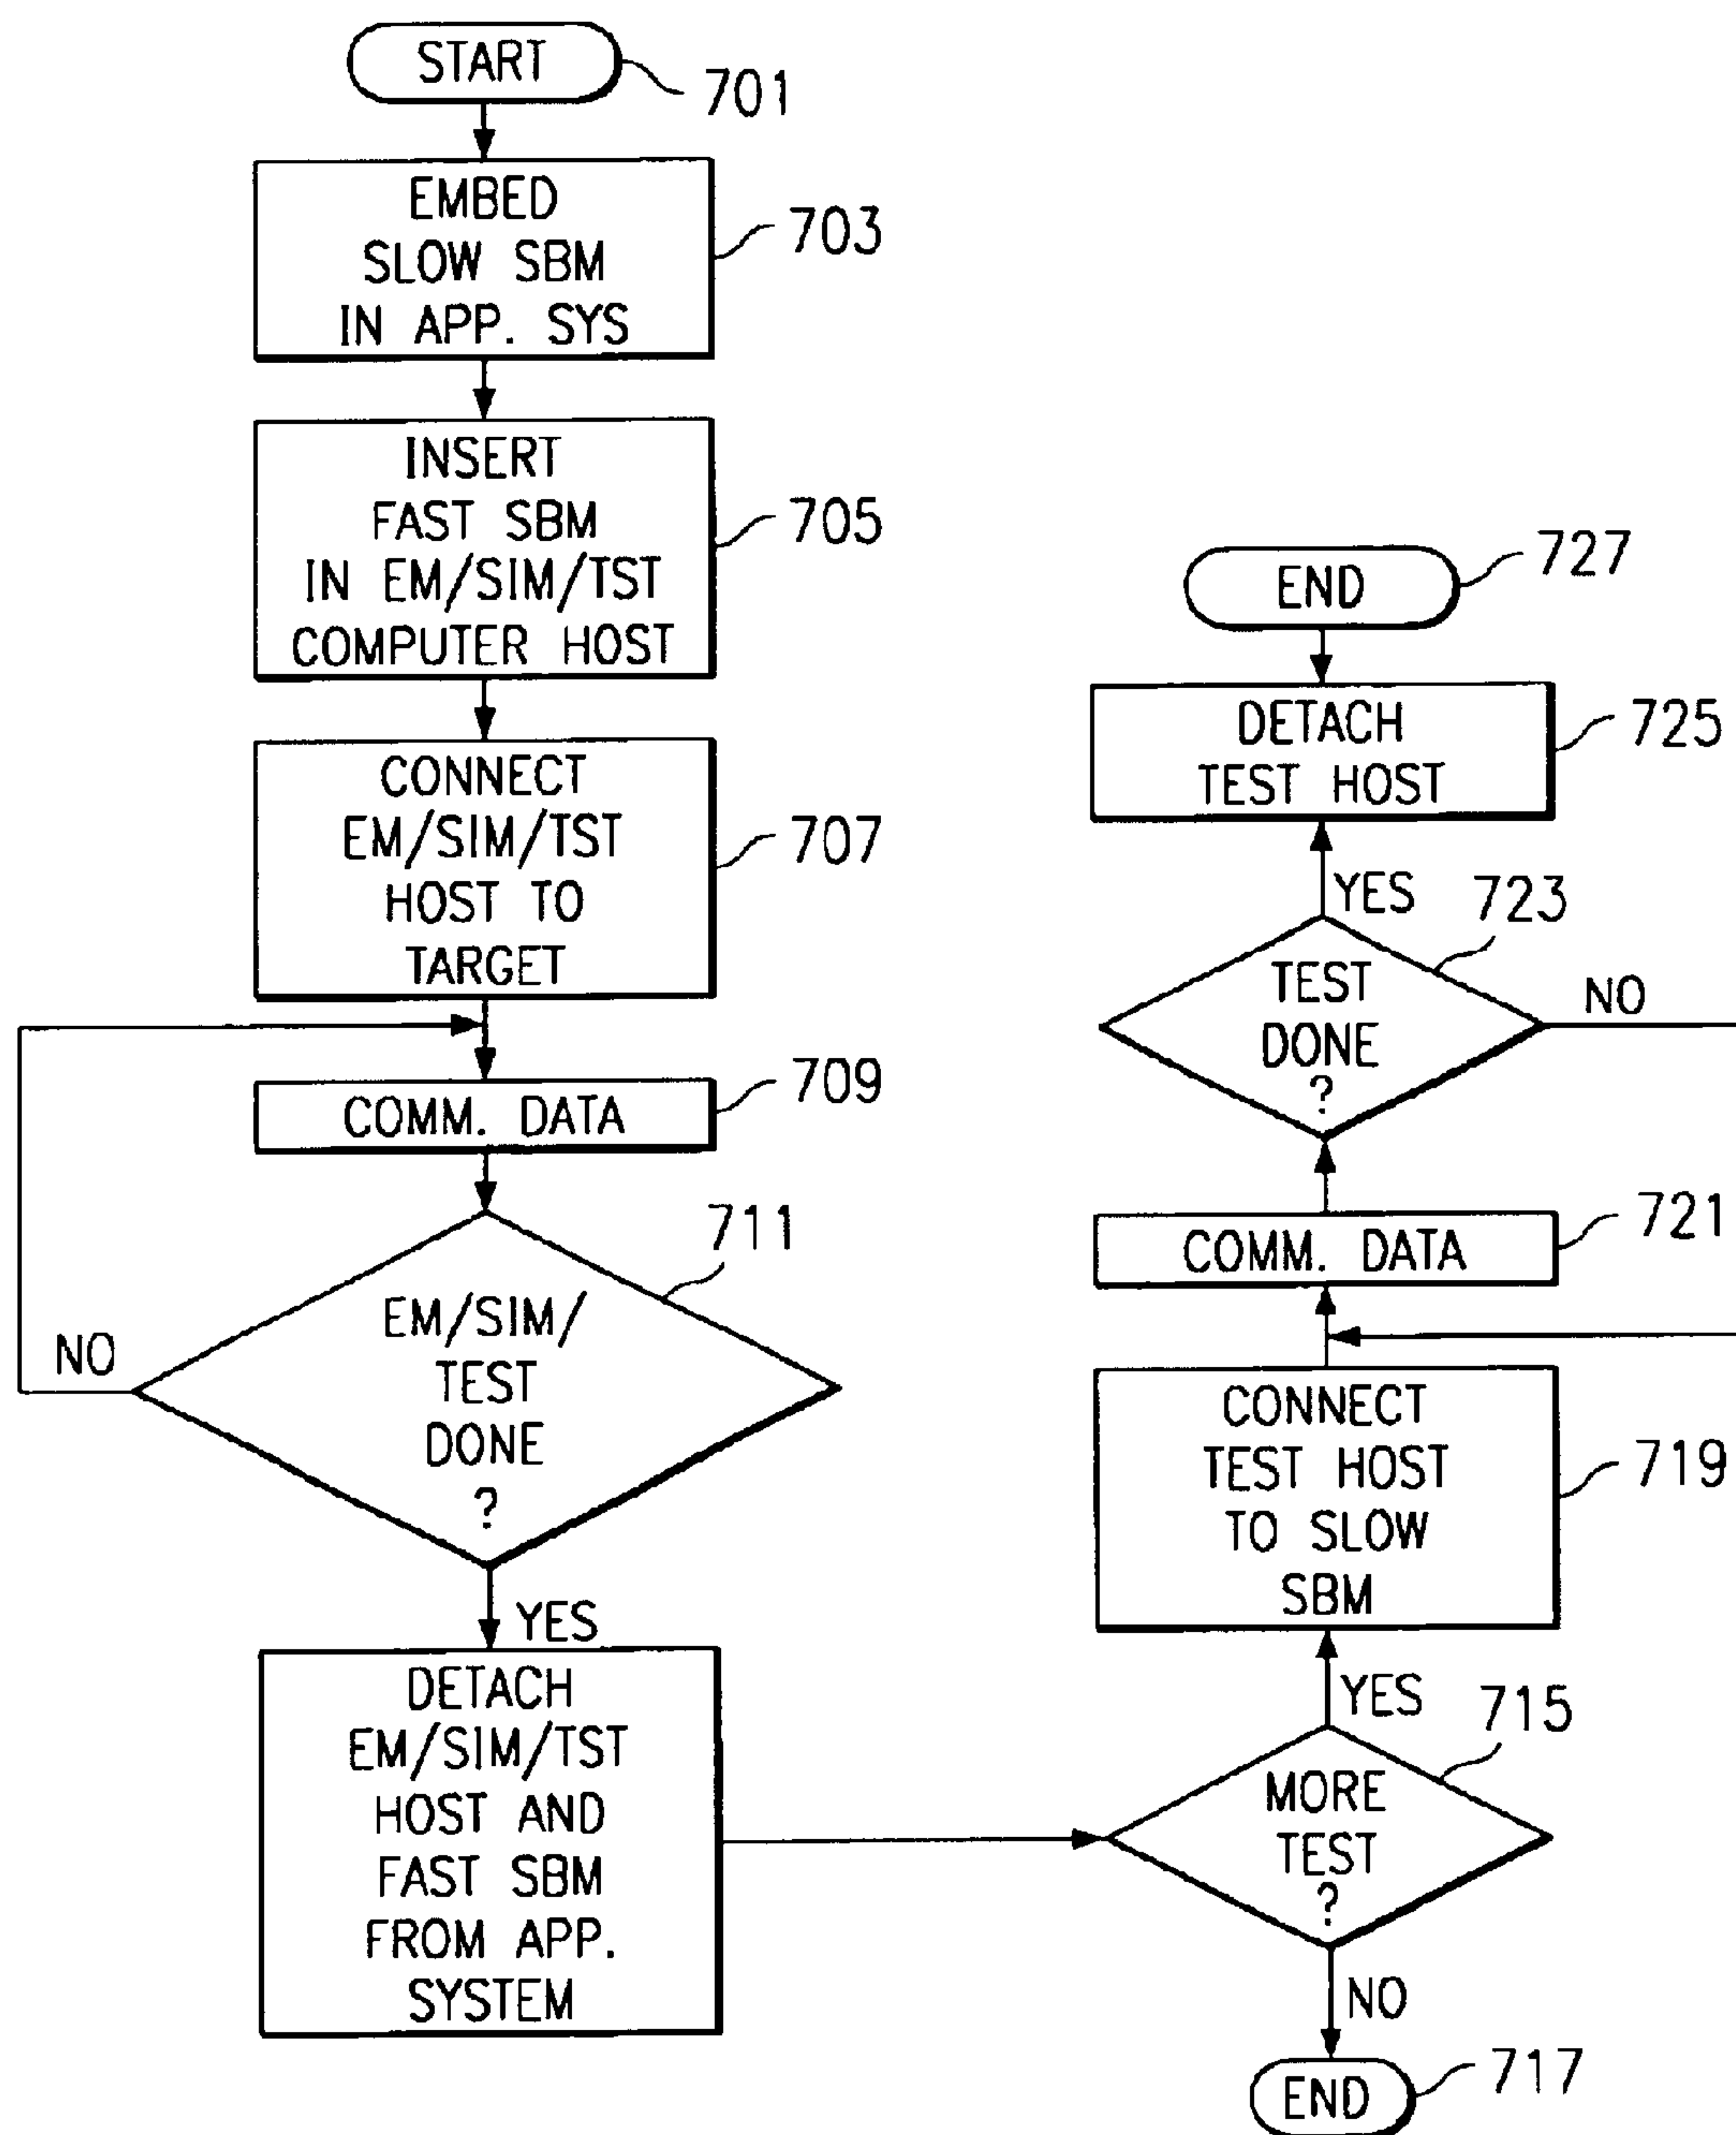 START
701
EMBED
SLOW SBM
IN APP. SYS
703
INSERT
FAST SBM
IN EM/SIM/TST
COMPUTER HOST
705
CONNECT
EM/SIM/TST
HOST TO
TARGET
707
COMM. DATA
709
EM/SIM/
TEST
DONE
?
711
NO
YES
DETACH
EM/SIM/TST
HOST AND
FAST SBM
FROM APP.
SYSTEM
END
727
DETACH
TEST HOST
725
YES
723
TEST
DONE
?
NO
COMM. DATA
721
CONNECT
TEST HOST
TO SLOW
SBM
719
YES
715
MORE
TEST
?
NO
END
717